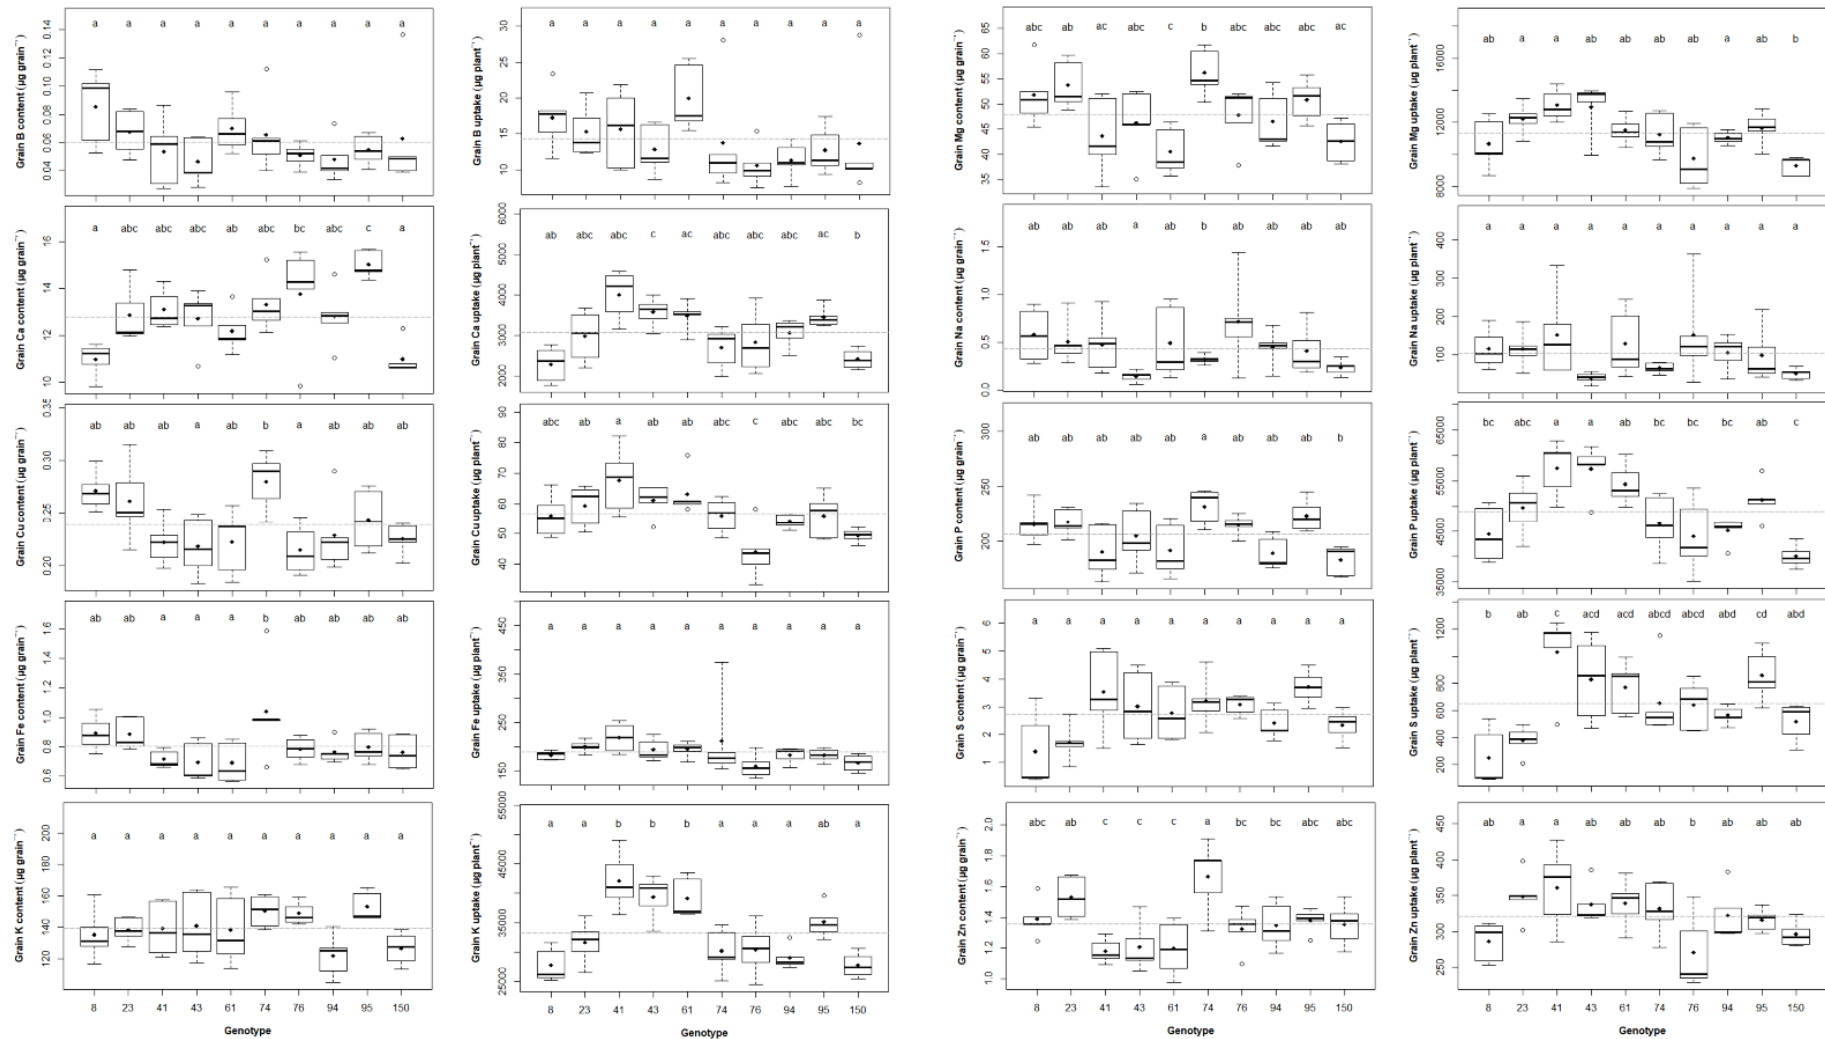 Grain B content (µg grain⁻¹)
0.04 0.06 0.08 0.10 0.12 0.14
a a a a a a a a a a
Grain B uptake (µg plant⁻¹)
10 15 20 25 30
a a a a a a a a a a
Grain Mg content (µg grain⁻¹)
35 40 45 50 55 60 65
abc ab ac abc c b abc abc abc ac
Grain Mg uptake (µg plant⁻¹)
8000 12000 16000
ab a a ab ab ab ab ab a b
Grain Ca content (µg grain⁻¹)
10 12 14 16
a abc abc abc ab abc bc abc c a
Grain Ca uptake (µg plant⁻¹)
2000 3000 4000 5000 6000
ab abc abc c ac abc abc abc ac b
Grain Na content (µg grain⁻¹)
0.0 0.5 1.0 1.5
ab ab ab a ab b ab ab ab ab
Grain Na uptake (µg plant⁻¹)
100 200 300 400
a a a a a a a a a a
Grain Cu content (µg grain⁻¹)
0.20 0.25 0.30 0.35
ab ab ab a ab b ab ab ab ab
Grain Cu uptake (µg plant⁻¹)
40 50 60 70 80 90
abc ab a ab ab abc c abc abc bc
Grain P content (µg grain⁻¹)
200 250 300
ab ab ab ab ab a ab ab ab b
Grain P uptake (µg plant⁻¹)
35000 45000 55000 65000
bc abc a a ab bc bc bc ab c
Grain Fe content (µg grain⁻¹)
0.6 0.8 1.0 1.2 1.4 1.6
ab ab a a a b ab ab ab ab
Grain Fe uptake (µg plant⁻¹)
150 250 350 450
a a a a a a a a a a
Grain S content (µg grain⁻¹)
1 2 3 4 5 6
a a a a a a a a a a
Grain S uptake (µg plant⁻¹)
200 400 600 800 1200
b ab c acd acd abcd abcd abd cd abd
Grain K content (µg grain⁻¹)
120 140 160 180 200
a a a a a a a a a a
Grain K uptake (µg plant⁻¹)
25000 35000 45000 55000
a a b b b a a a ab a
Grain Zn content (µg grain⁻¹)
1.0 1.2 1.4 1.6 1.8 2.0
abc ab c c c a bc bc abc abc
Grain Zn uptake (µg plant⁻¹)
250 300 350 400 450
ab a a ab ab ab b ab ab ab
8 23 41 43 61 74 76 94 95 150
Genotype
8 23 41 43 61 74 76 94 95 150
Genotype
8 23 41 43 61 74 76 94 95 150
Genotype
8 23 41 43 61 74 76 94 95 150
Genotype